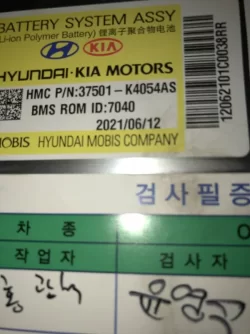 BATTERY SYSTEM ASSY
(Li-ion Polymer Battery) 锂离子聚合物电池
HYUNDAI KIA
HYUNDAI·KIA MOTORS
HMC P/N:37501-K4054AS
BMS ROM ID:7040
2021/06/12
12062101C0038RR
MOBIS HYUNDAI MOBIS COMPANY
검사필증
차 종
작업자 검사자